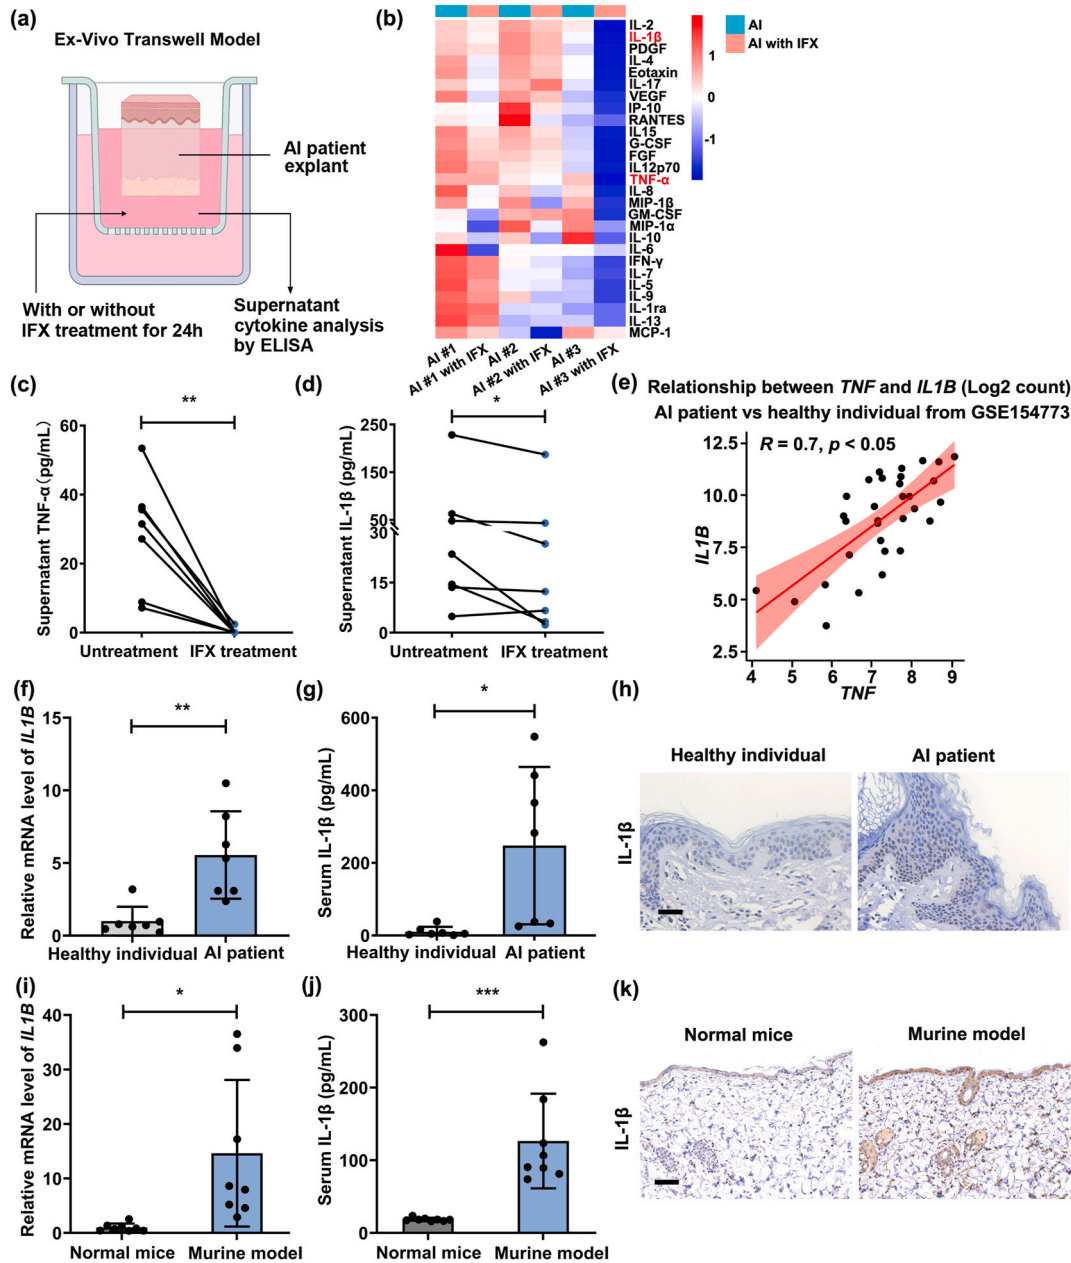 (a)
Ex-Vivo Transwell Model
AI patient
explant
With or without
IFX treatment for 24h
Supernatant
cytokine analysis
by ELISA
(b)
IL-2
IL-1β
PDGF
IL-4
Eotaxin
IL-17
VEGF
IP-10
RANTES
IL15
G-CSF
FGF
IL12p70
TNF-α
IL-8
MIP-1β
GM-CSF
MIP-1α
IL-10
IL-6
IFN-γ
IL-7
IL-5
IL-9
IL-1ra
IL-13
MCP-1
1
0
-1
AI
AI with IFX
AI #1
AI #1 with IFX
AI #2
AI #2 with IFX
AI #3
AI #3 with IFX
(c)
**
Supernatant TNF-α(pg/mL)
60
40
20
0
Untreatment
IFX treatment
(d)
*
Supernatant IL-1β (pg/mL)
250
150
50
30
15
0
Untreatment
IFX treatment
(e)
Relationship between TNF and IL1B (Log2 count)
AI patient vs healthy individual from GSE154773
R = 0.7, p < 0.05
IL1B
12.5
10.0
7.5
5.0
2.5
4 5 6 7 8 9
TNF
(f)
**
Relative mRNA level of IL1B
15
10
5
0
Healthy individual
AI patient
(g)
*
Serum IL-1β (pg/mL)
600
400
200
0
Healthy individual
AI patient
(h)
Healthy individual
AI patient
IL-1β
(i)
*
Relative mRNA level of IL1B
40
30
20
10
0
Normal mice
Murine model
(j)
***
Serum IL-1β (pg/mL)
300
200
100
0
Normal mice
Murine model
(k)
Normal mice
Murine model
IL-1β